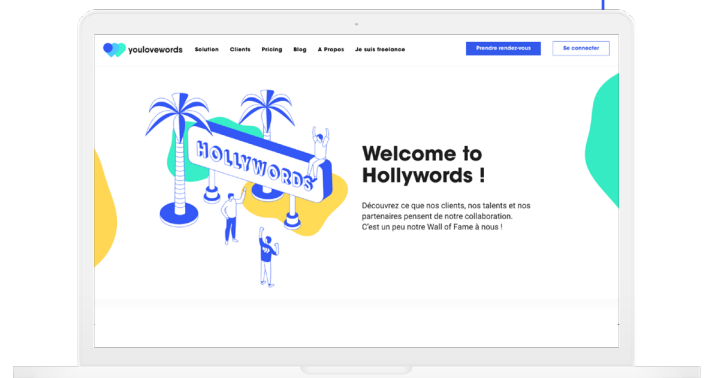 youlovewords Solution Clients Pricing Blog A Propos Je suis freelance Prendre rendez-vous Se connecter
HOLLYWORDS
Welcome to
Hollywords !
Découvrez ce que nos clients, nos talents et nos
partenaires pensent de notre collaboration.
C'est un peu notre Wall of Fame à nous !